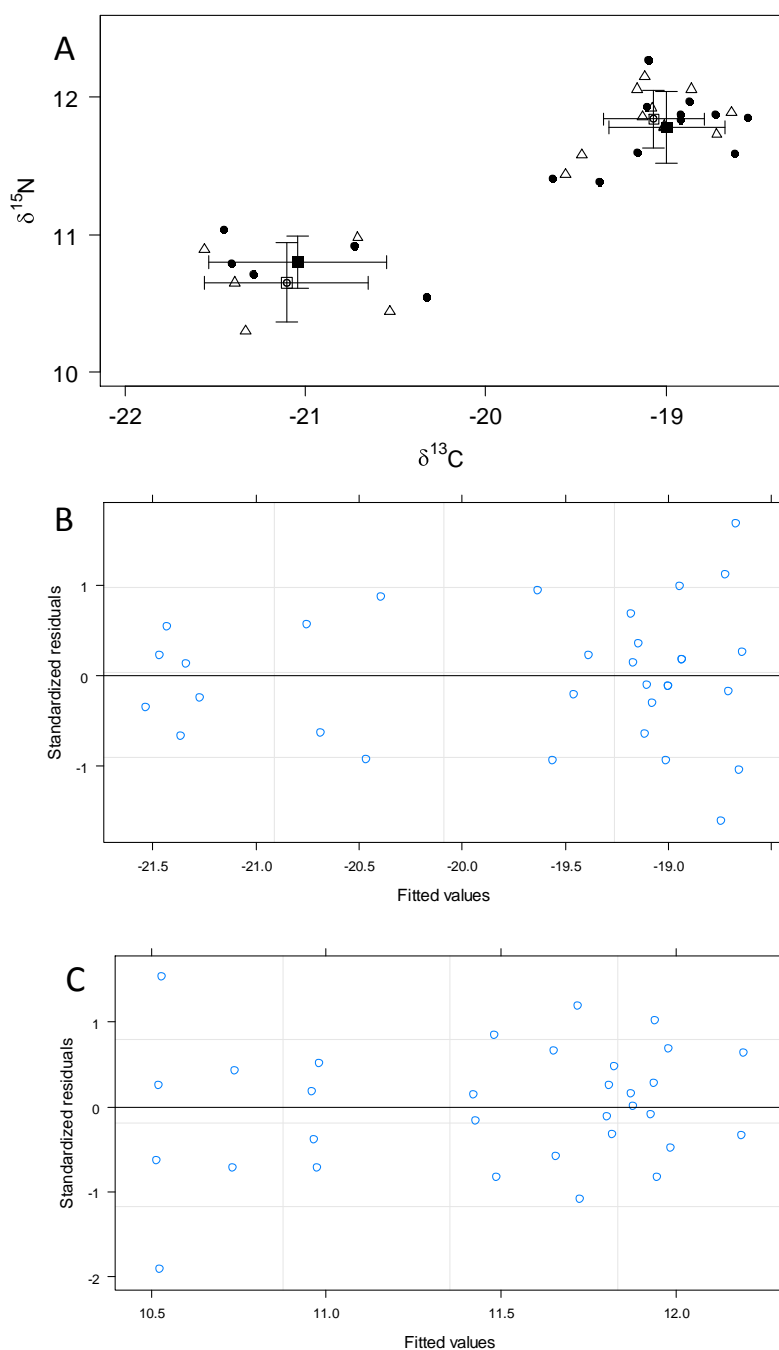 A
12
11
10
δ15N
-22 -21 -20 -19
δ13C
B
1
0
-1
Standardized residuals
-21.5 -21.0 -20.5 -20.0 -19.5 -19.0
Fitted values
C
1
0
-1
-2
Standardized residuals
10.5 11.0 11.5 12.0
Fitted values